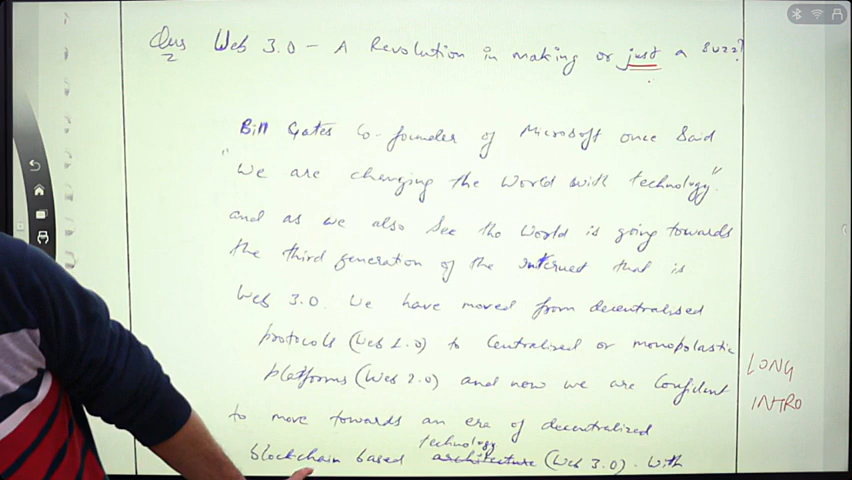 Ques 2 Web 3.0 - A Revolution in making or just a Buzz?
Bill Gates Co-founder of Microsoft once Said
"We are changing the World with technology".
and as we also See the World is going towards
the third generation of the internet that is
Web 3.0. We have moved from decentralised
protocols (Web 1.0) to Centralized or monopolastic
platforms (Web 2.0) and now we are Confident
to move towards an era of decentralized
technology
blockchain based architecture (Web 3.0). With
LONG
INTRO